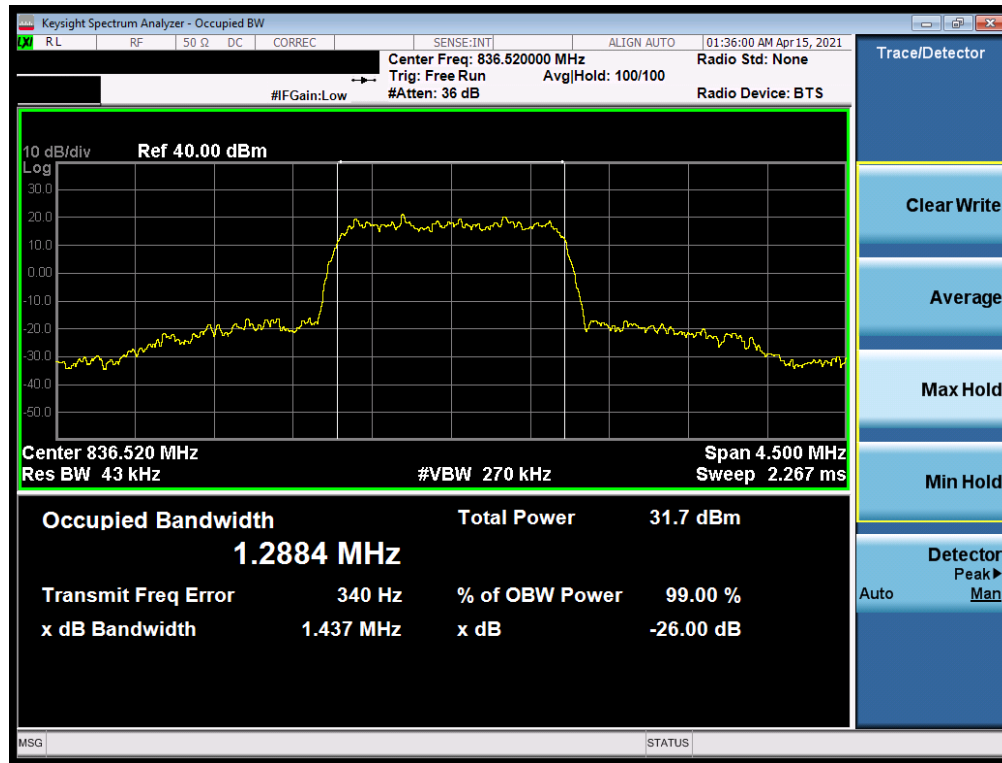 Keysight Spectrum Analyzer - Occupied BW
LXI RL RF 50 Ω DC CORREC SENSE:INT ALIGN AUTO 01:36:00 AM Apr 15, 2021
Center Freq: 836.520000 MHz Radio Std: None
Trig: Free Run Avg|Hold: 100/100
#IFGain:Low #Atten: 36 dB Radio Device: BTS
Trace/Detector
10 dB/div Ref 40.00 dBm
Log
30.0
20.0
10.0
0.00
-10.0
-20.0
-30.0
-40.0
-50.0
Center 836.520 MHz Span 4.500 MHz
Res BW 43 kHz #VBW 270 kHz Sweep 2.267 ms
Occupied Bandwidth Total Power 31.7 dBm
1.2884 MHz
Transmit Freq Error 340 Hz % of OBW Power 99.00 %
x dB Bandwidth 1.437 MHz x dB -26.00 dB
Clear Write
Average
Max Hold
Min Hold
Detector
Peak▶
Auto Man
MSG STATUS